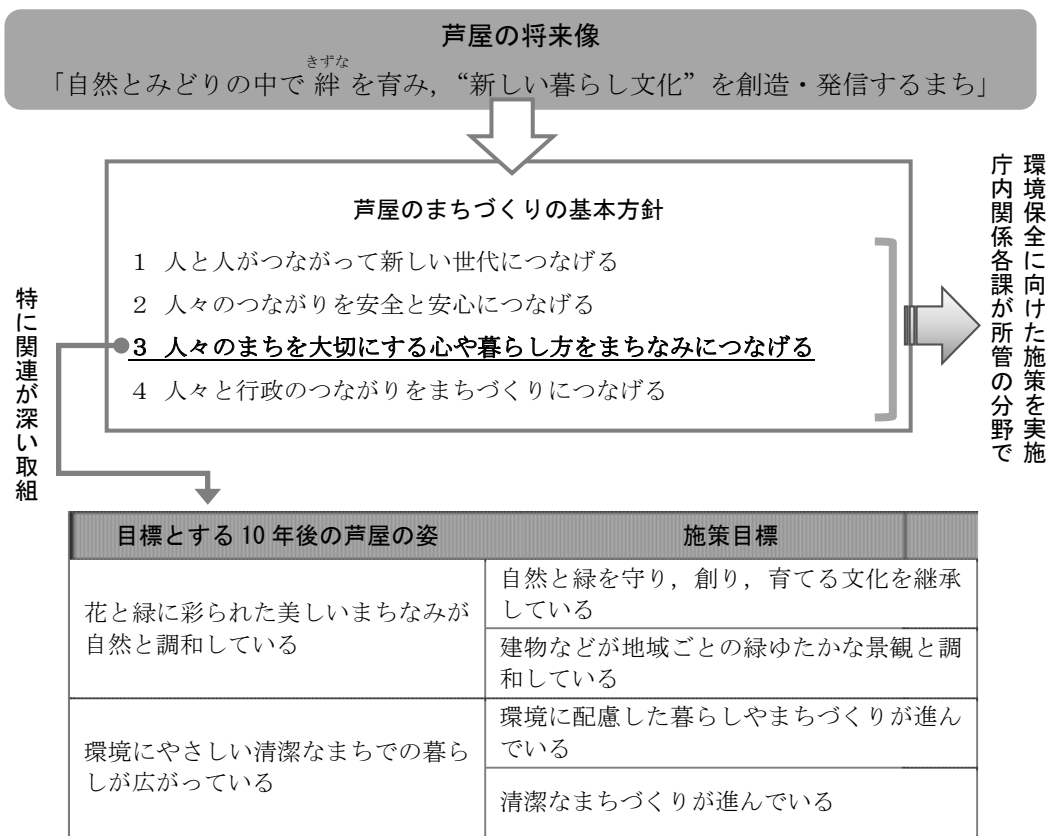 芦屋の将来像
きずな
「自然とみどりの中で 絆 を育み，“新しい暮らし文化”を創造・発信するまち」
芦屋のまちづくりの基本方針
1 人と人がつながって新しい世代につなげる
2 人々のつながりを安全と安心につなげる
3 人々のまちを大切にする心や暮らし方をまちなみにつなげる
4 人々と行政のつながりをまちづくりにつなげる
庁内関係各課が所管の分野で
環境保全に向けた施策を実施
特に関連が深い取組
目標とする 10 年後の芦屋の姿
施策目標
花と緑に彩られた美しいまちなみが
自然と調和している
自然と緑を守り，創り，育てる文化を継承
している
建物などが地域ごとの緑ゆたかな景観と調
和している
環境にやさしい清潔なまちでの暮ら
しが広がっている
環境に配慮した暮らしやまちづくりが進ん
でいる
清潔なまちづくりが進んでいる